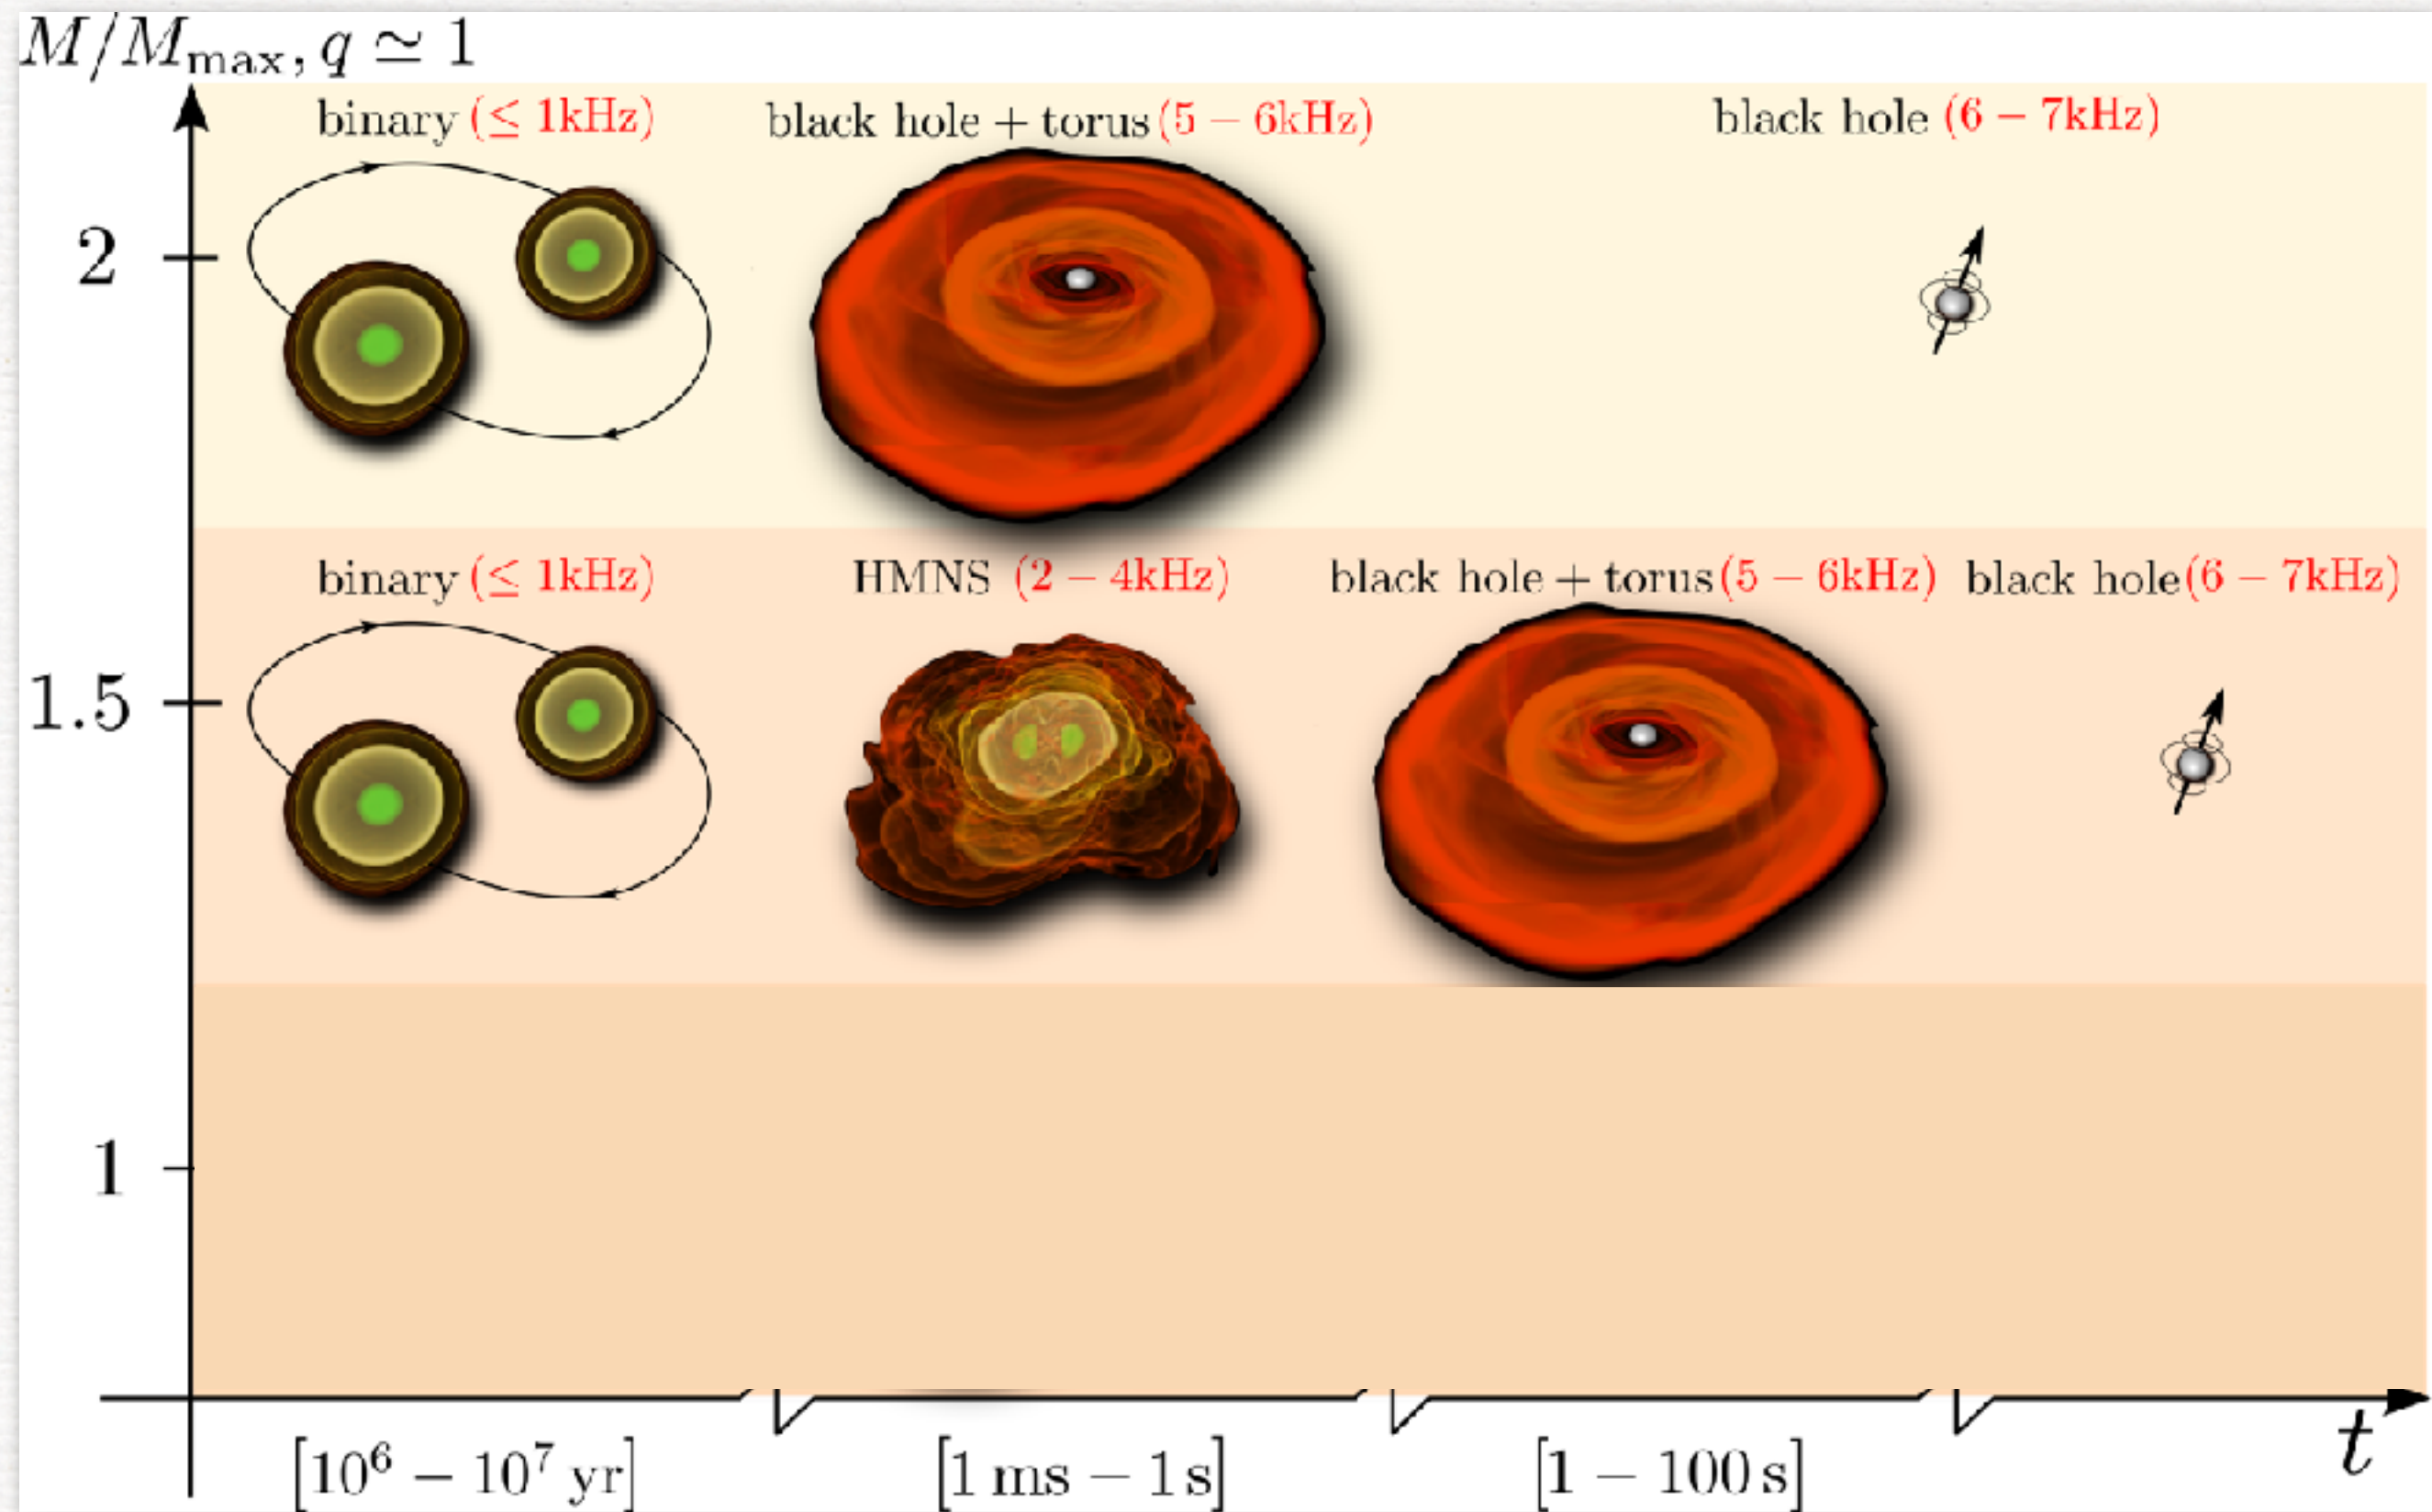 M/M_max, q ≃ 1
binary (≤ 1kHz) black hole + torus (5 − 6kHz) black hole (6 − 7kHz)
2
binary (≤ 1kHz) HMNS (2 − 4kHz) black hole + torus (5 − 6kHz) black hole (6 − 7kHz)
1.5
1
t
[10⁶ − 10⁷ yr] [1 ms − 1 s] [1 − 100 s]